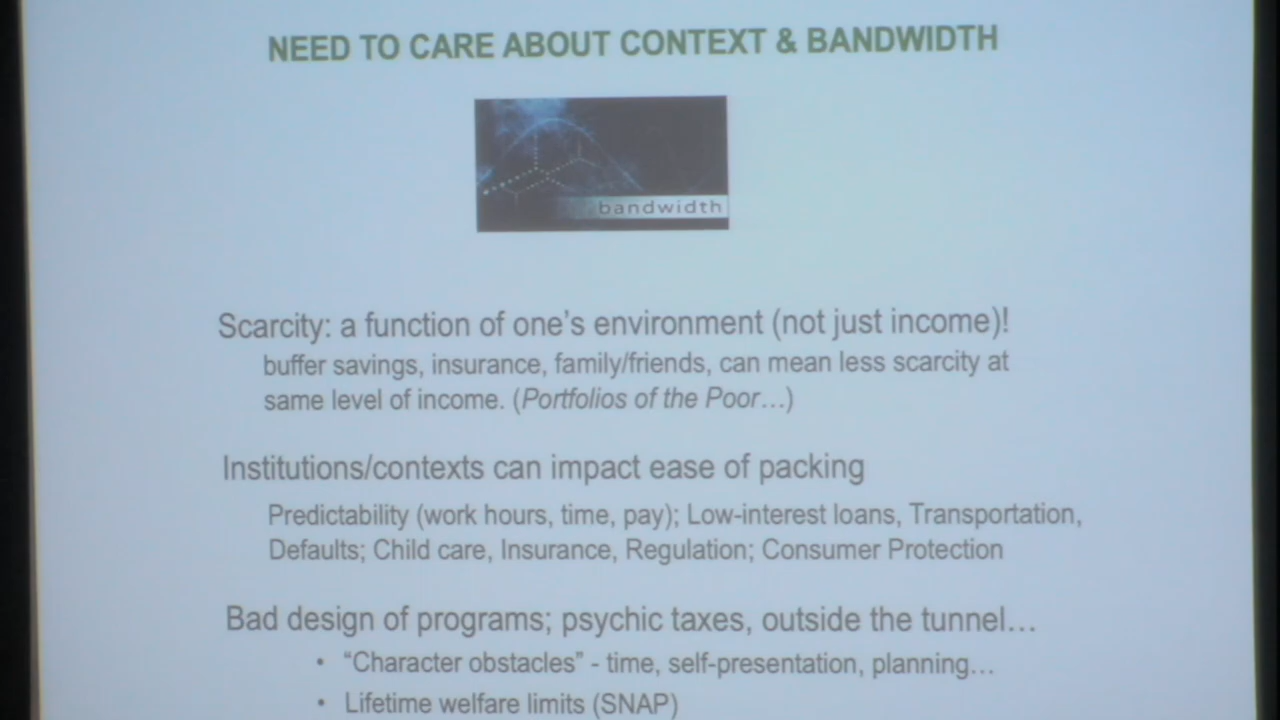 NEED TO CARE ABOUT CONTEXT & BANDWIDTH
bandwidth
Scarcity: a function of one's environment (not just income)!
buffer savings, insurance, family/friends, can mean less scarcity at
same level of income. (Portfolios of the Poor…)
Institutions/contexts can impact ease of packing
Predictability (work hours, time, pay); Low-interest loans, Transportation,
Defaults; Child care, Insurance, Regulation; Consumer Protection
Bad design of programs; psychic taxes, outside the tunnel…
• “Character obstacles” - time, self-presentation, planning…
• Lifetime welfare limits (SNAP)